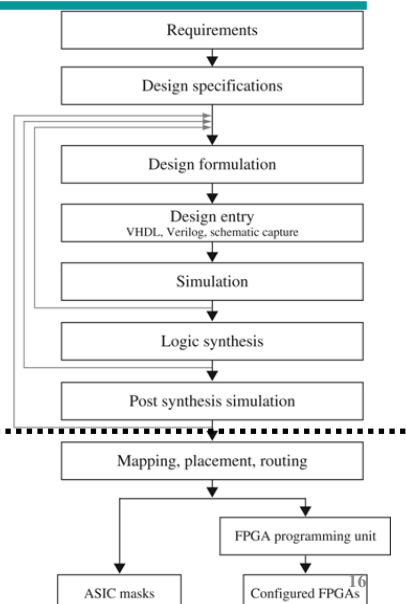 Requirements
Design specifications
Design formulation
Design entry
VHDL, Verilog, schematic capture
Simulation
Logic synthesis
Post synthesis simulation
Mapping, placement, routing
FPGA programming unit
16
ASIC masks
Configured FPGAs